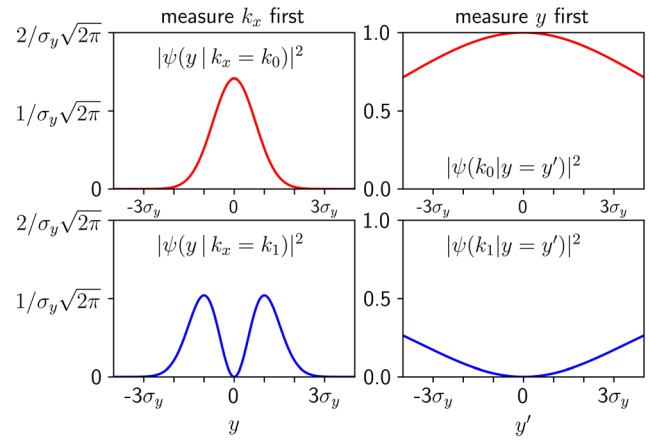 measure k_x first
measure y first
2/σ_y√2π
1/σ_y√2π
0
|ψ(y | k_x = k_0)|²
-3σ_y 0 3σ_y
1.0
0.5
0.0
|ψ(k_0|y = y′)|²
-3σ_y 0 3σ_y
2/σ_y√2π
1/σ_y√2π
0
|ψ(y | k_x = k_1)|²
-3σ_y 0 3σ_y
y
1.0
0.5
0.0
|ψ(k_1|y = y′)|²
-3σ_y 0 3σ_y
y′